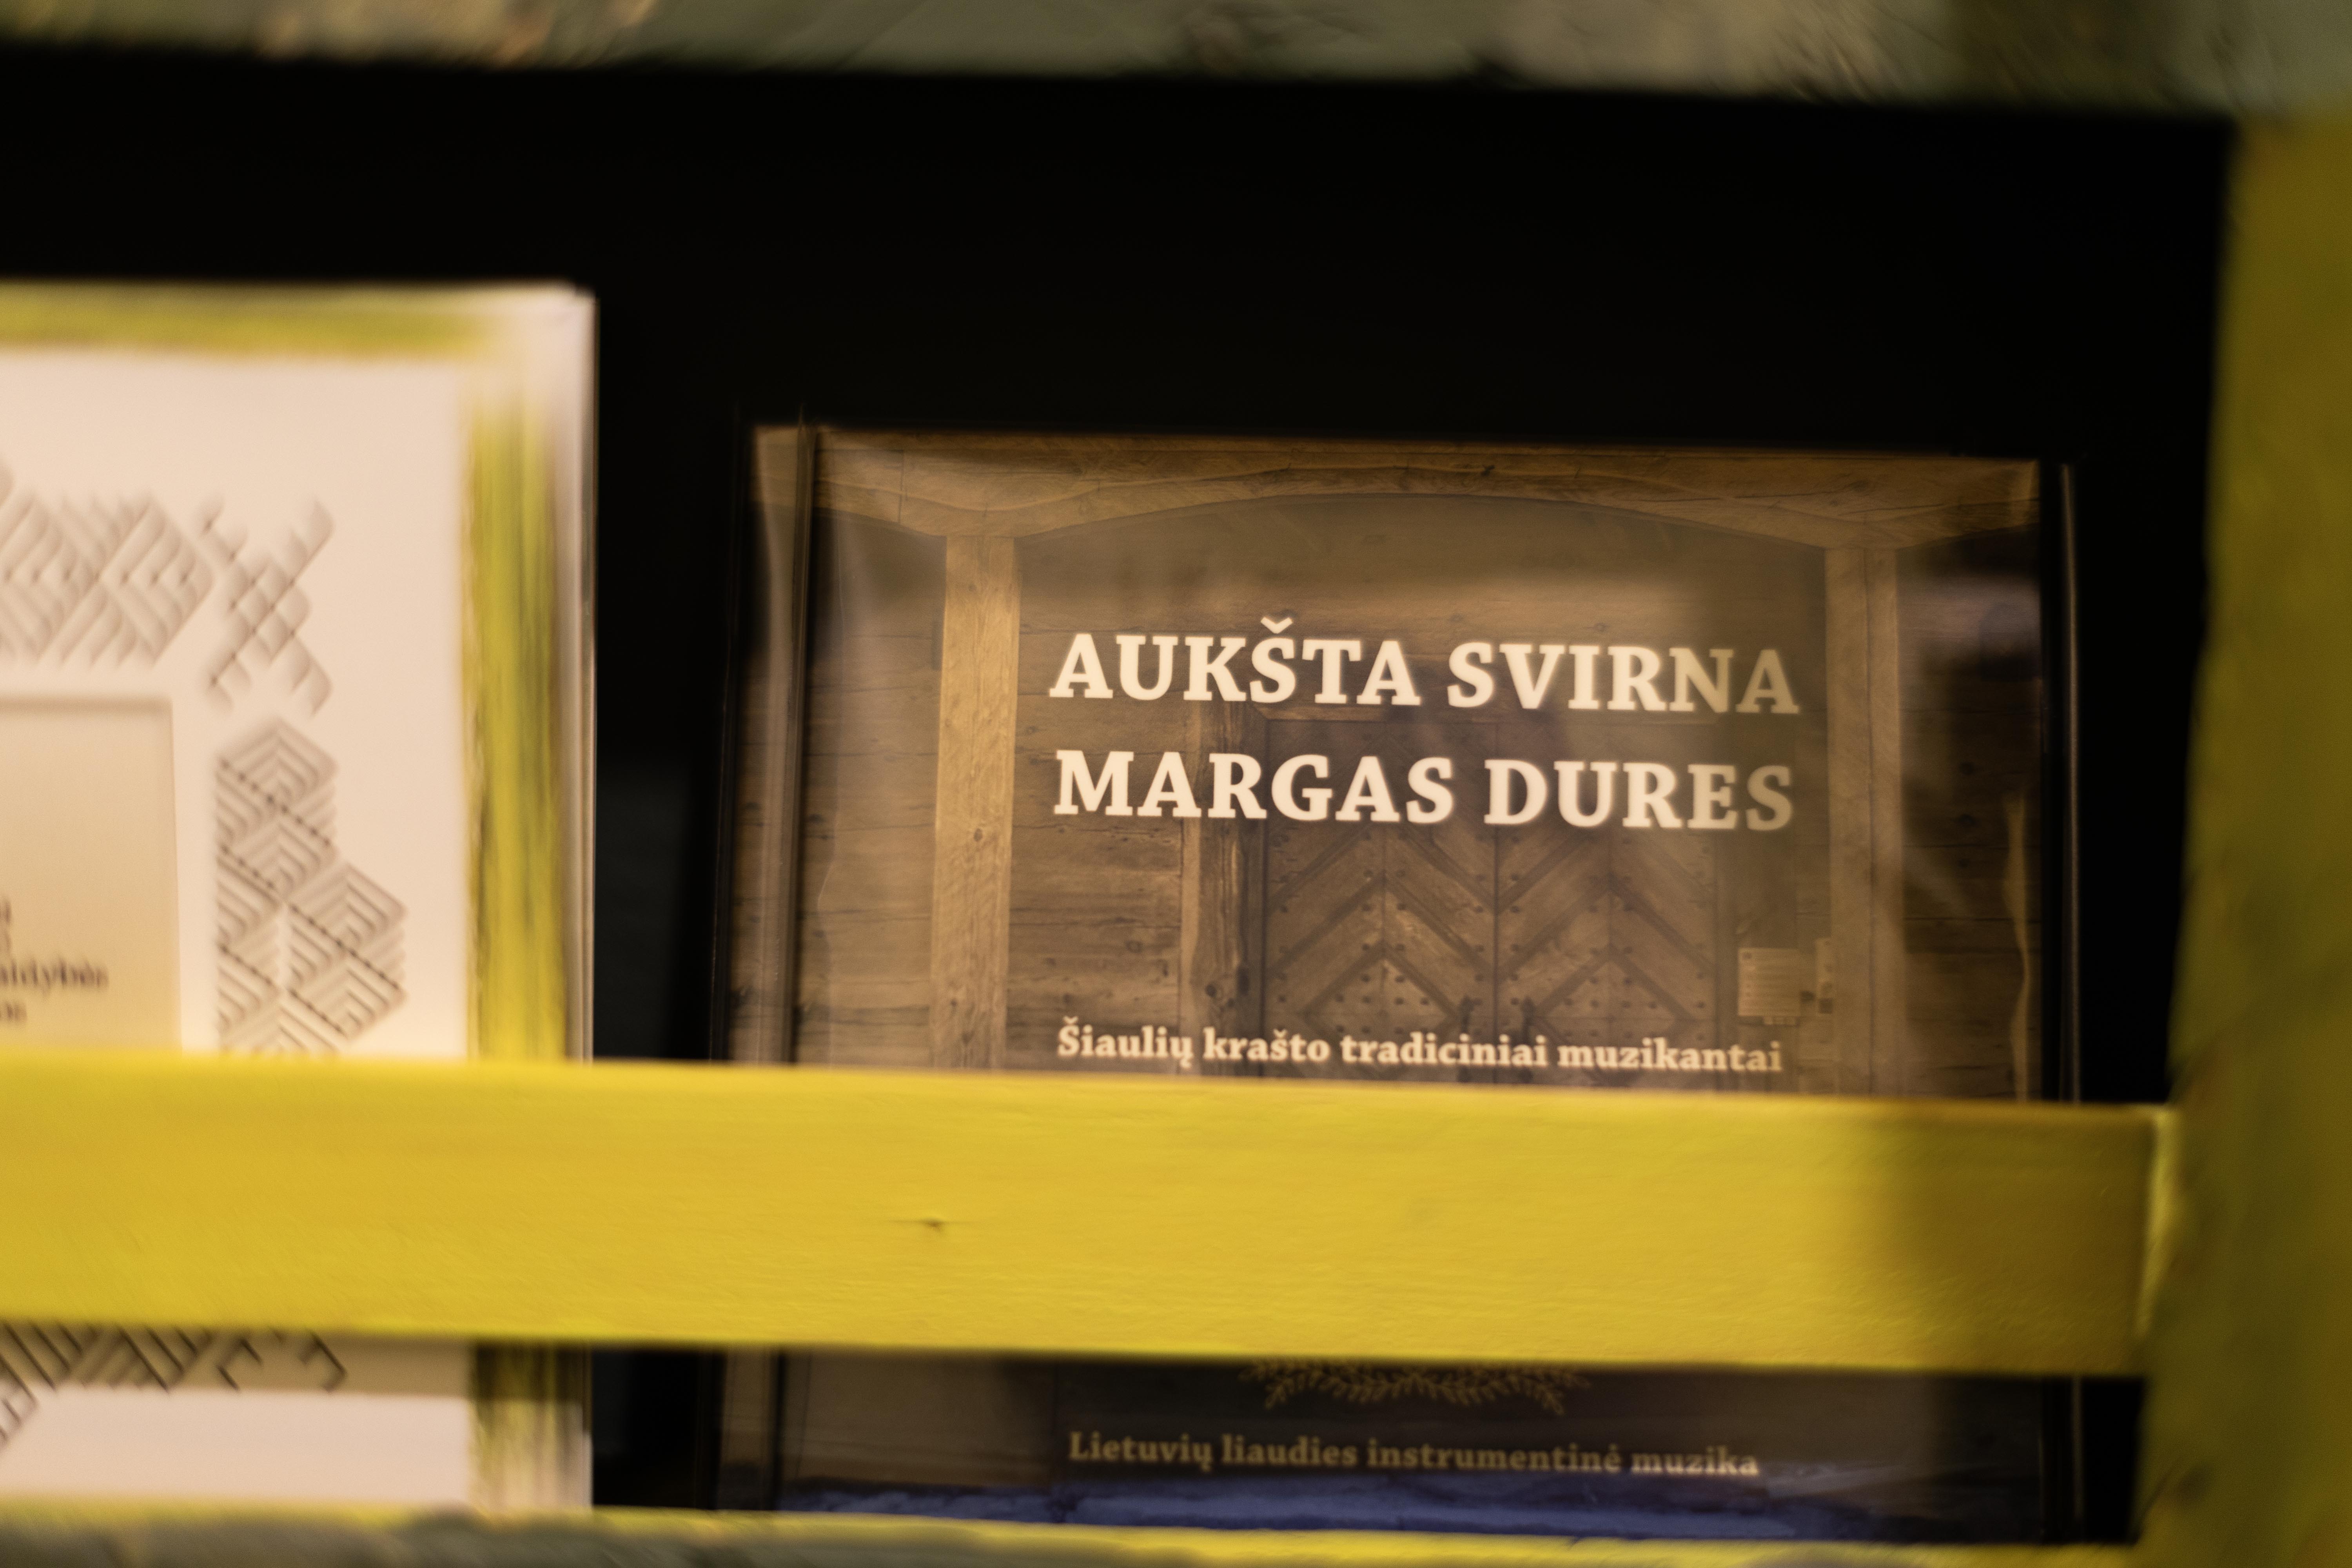 AUKŠTA SVIRNA
MARGAS DURES
Šiaulių krašto tradiciniai muzikantai
Lietuvių liaudies instrumentinė muzika